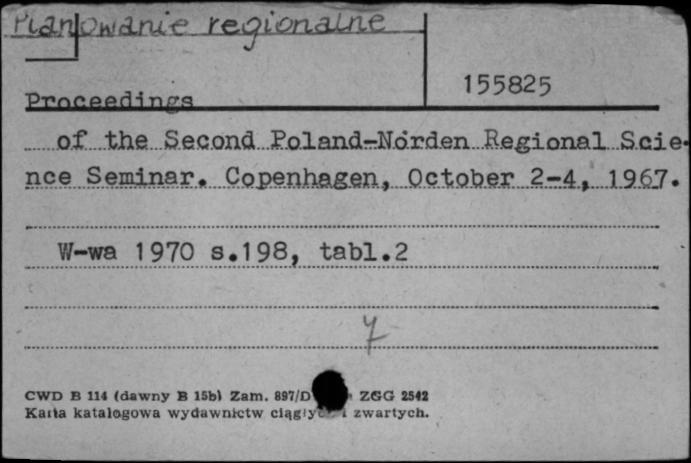 Planowanie regionalne
155825
Proceedings
of the Second Poland-Norden Regional Scie-
nce Seminar. Copenhagen, October 2-4, 1967.
W-wa 1970 s.198, tabl.2
7
CWD B 114 (dawny B 15b) Zam. 897/D ZGG 2542
Karta katalogowa wydawnictw ciągłych i zwartych.